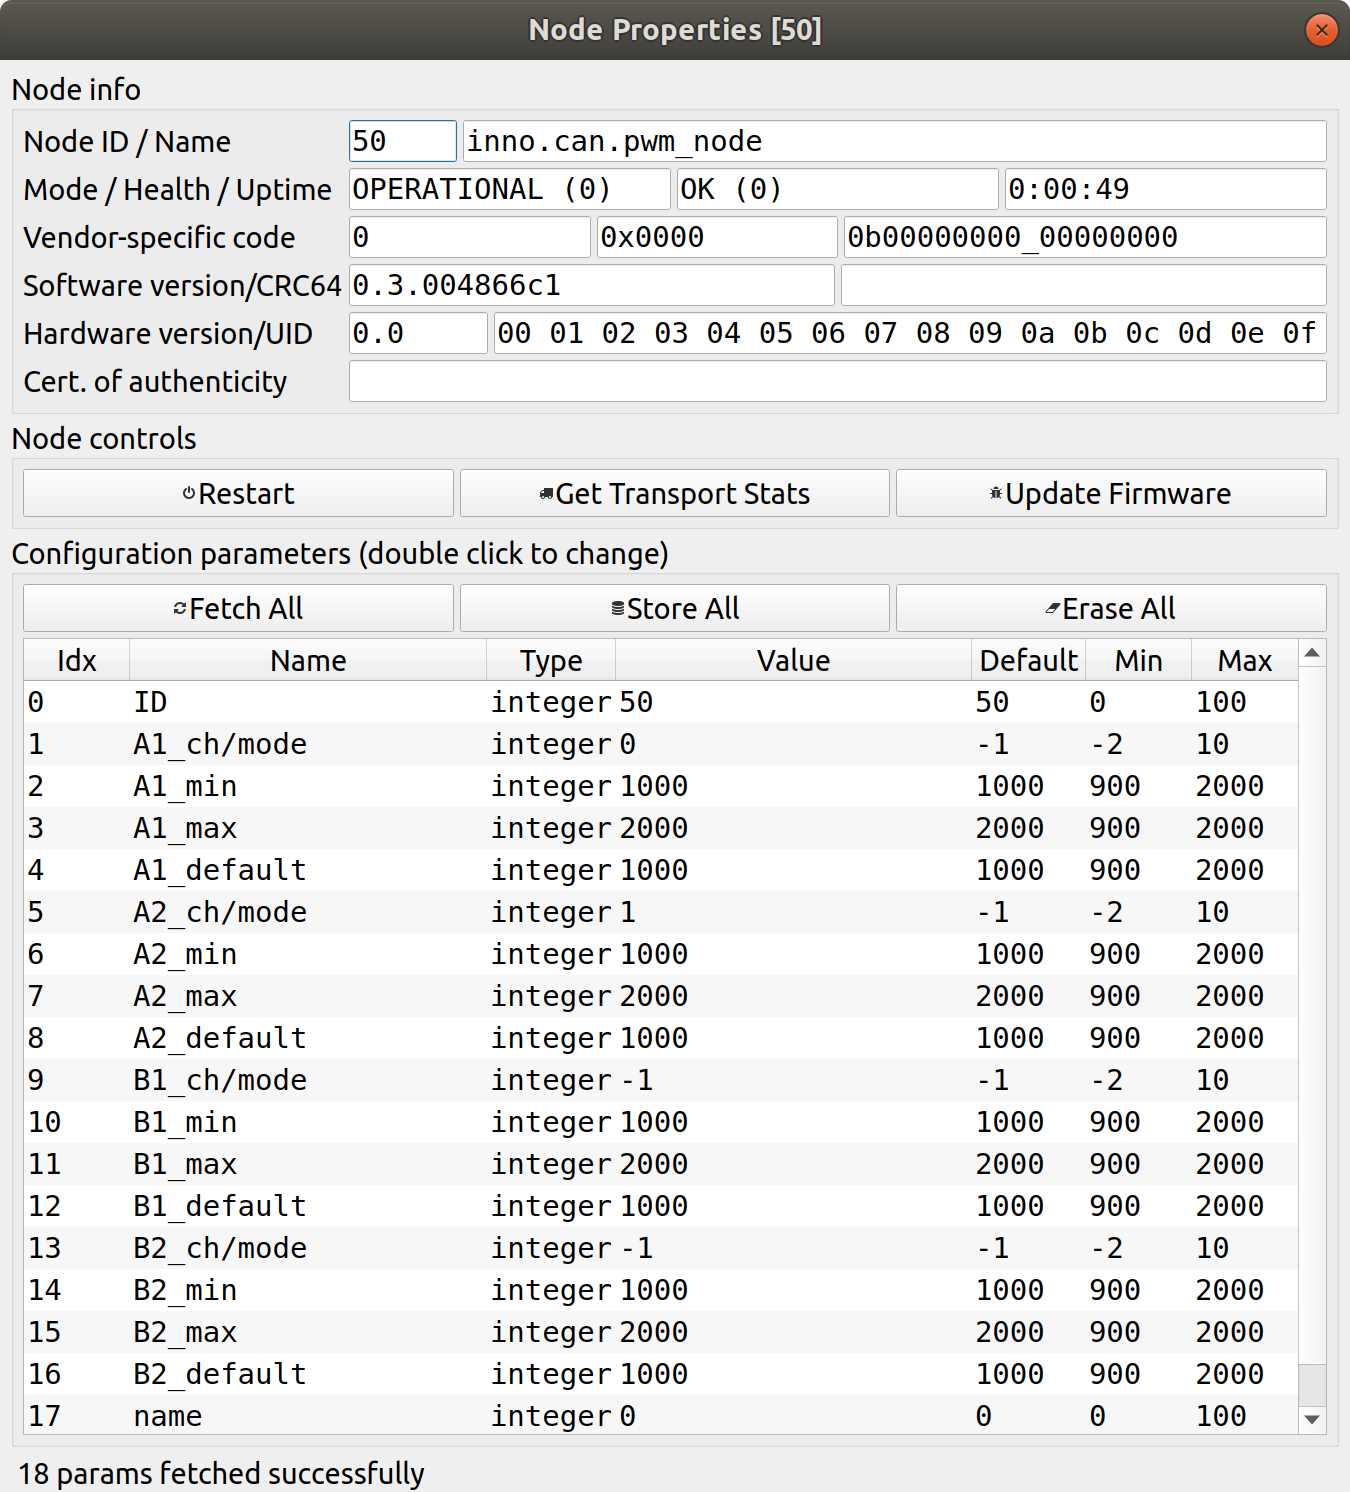 Node Properties [50]
Node info
Node ID / Name 50 inno.can.pwm_node
Mode / Health / Uptime OPERATIONAL (0) OK (0) 0:00:49
Vendor-specific code 0 0x0000 0b00000000_00000000
Software version/CRC64 0.3.004866c1
Hardware version/UID 0.0 00 01 02 03 04 05 06 07 08 09 0a 0b 0c 0d 0e 0f
Cert. of authenticity
Node controls
Restart Get Transport Stats Update Firmware
Configuration parameters (double click to change)
Fetch All Store All Erase All
Idx Name Type Value Default Min Max
0 ID integer 50 50 0 100
1 A1_ch/mode integer 0 -1 -2 10
2 A1_min integer 1000 1000 900 2000
3 A1_max integer 2000 2000 900 2000
4 A1_default integer 1000 1000 900 2000
5 A2_ch/mode integer 1 -1 -2 10
6 A2_min integer 1000 1000 900 2000
7 A2_max integer 2000 2000 900 2000
8 A2_default integer 1000 1000 900 2000
9 B1_ch/mode integer -1 -1 -2 10
10 B1_min integer 1000 1000 900 2000
11 B1_max integer 2000 2000 900 2000
12 B1_default integer 1000 1000 900 2000
13 B2_ch/mode integer -1 -1 -2 10
14 B2_min integer 1000 1000 900 2000
15 B2_max integer 2000 2000 900 2000
16 B2_default integer 1000 1000 900 2000
17 name integer 0 0 0 100
18 params fetched successfully